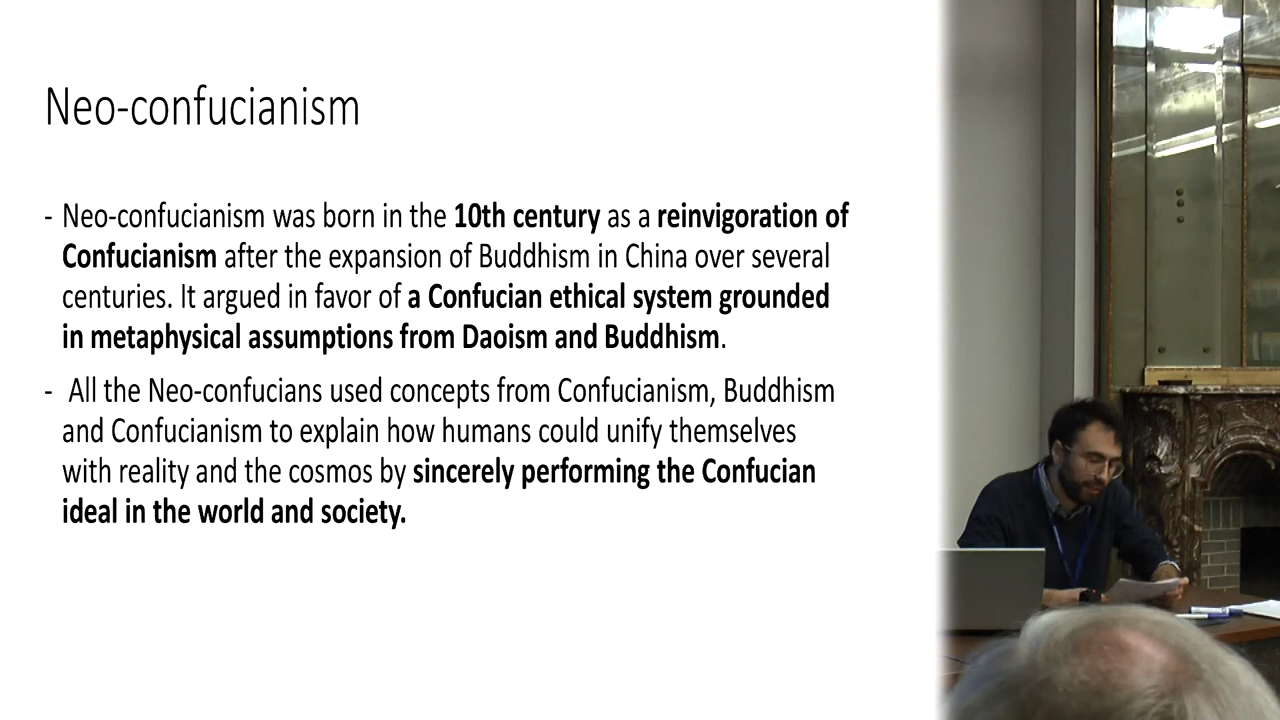 Neo-confucianism
- Neo-confucianism was born in the 10th century as a reinvigoration of
Confucianism after the expansion of Buddhism in China over several
centuries. It argued in favor of a Confucian ethical system grounded
in metaphysical assumptions from Daoism and Buddhism.
- All the Neo-confucians used concepts from Confucianism, Buddhism
and Confucianism to explain how humans could unify themselves
with reality and the cosmos by sincerely performing the Confucian
ideal in the world and society.